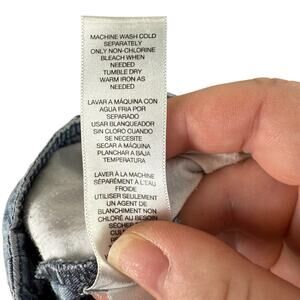 MACHINE WASH COLD
SEPARATELY
ONLY NON-CHLORINE
BLEACH WHEN
NEEDED
TUMBLE DRY
WARM IRON AS
NEEDED
LAVAR A MÁQUINA CON
AGUA FRIA POR
SEPARADO
USAR BLANQUEADOR
SIN CLORO CUANDO
SE NECESITE
SECAR A MÁQUINA
PLANCHAR A BAJA
TEMPERATURA
LAVER À LA MACHINE
SÉPARÉMENT À L'EAU
FROIDE
UTILISER SEULEMENT
UN AGENT DE
BLANCHIMENT NON
CHLORÉ AU BESOIN
SÉCHER